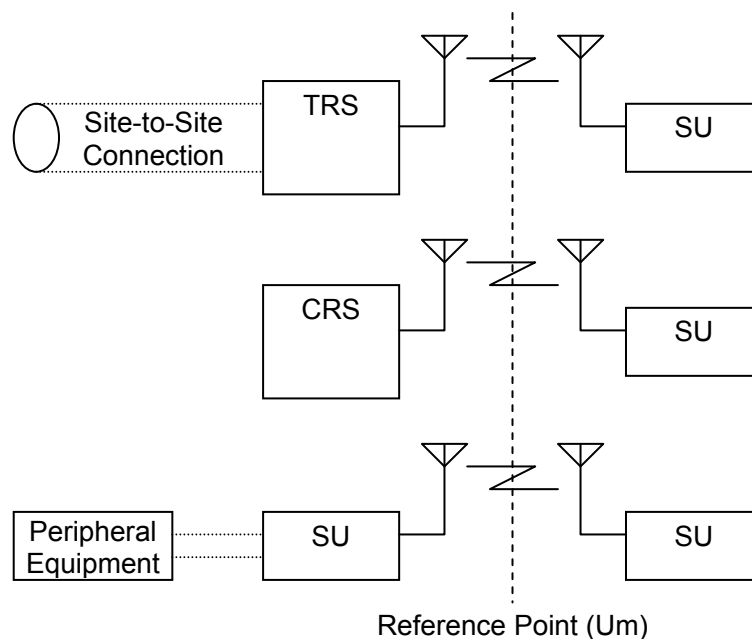 TRS
Site-to-Site
Connection
SU
CRS
SU
Peripheral
Equipment
SU
SU
Reference Point (Um)